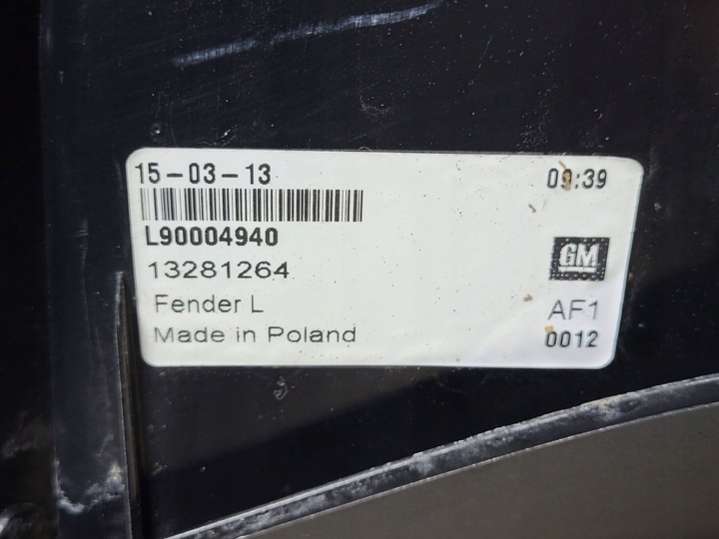 15-03-13 09:39
L90004940
13281264 GM
Fender L AF1
Made in Poland 0012